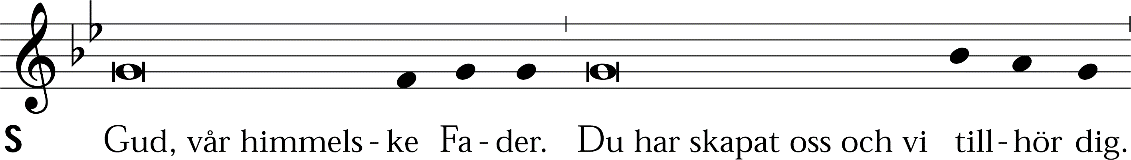 S Gud, vår himmels - ke Fa - der. Du har skapat oss och vi till - hör dig.